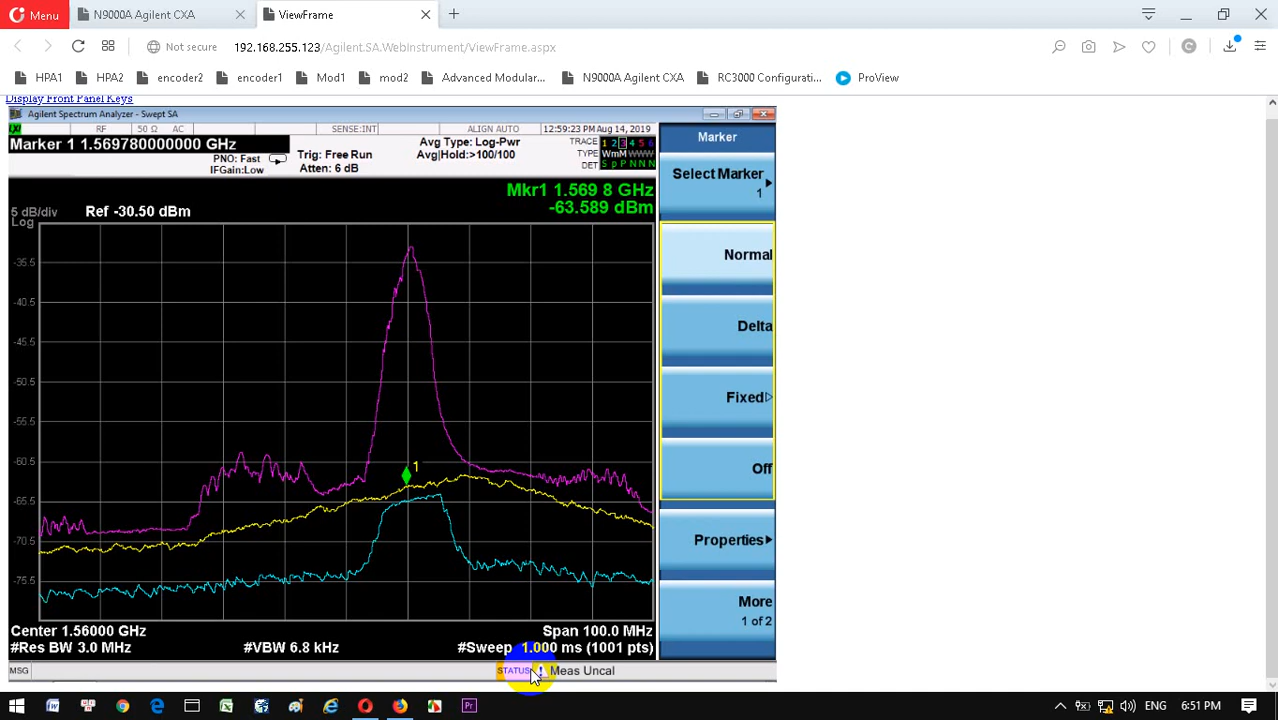 Menu
N9000A Agilent CXA
ViewFrame
Not secure
192.168.255.123/Agilent.SA.WebInstrument/ViewFrame.aspx
HPA1
HPA2
encoder2
encoder1
Mod1
mod2
Advanced Modular...
N9000A Agilent CXA
RC3000 Configurati...
ProView
Display Front Panel Keys
Agilent Spectrum Analyzer - Swept SA
LXI
RF
50 Ω
AC
SENSE:INT
ALIGN AUTO
12:59:23 PM Aug 14, 2019
Marker 1 1.569780000000 GHz
PNO: Fast
IFGain:Low
Trig: Free Run
Atten: 6 dB
Avg Type: Log-Pwr
Avg|Hold:>100/100
TRACE 1 2 3 4 5 6
TYPE
DET S P P N N N
Mkr1 1.569 8 GHz
-63.589 dBm
5 dB/div
Log
Ref -30.50 dBm
-35.5
-40.5
-45.5
-50.5
-55.5
-60.5
-65.5
-70.5
-75.5
1
Center 1.56000 GHz
Span 100.0 MHz
#Res BW 3.0 MHz
#VBW 6.8 kHz
#Sweep 1.000 ms (1001 pts)
MSG
STATUS
! Meas Uncal
Marker
Select Marker
1
Normal
Delta
Fixed
Off
Properties
More
1 of 2
ENG
6:51 PM
Pr